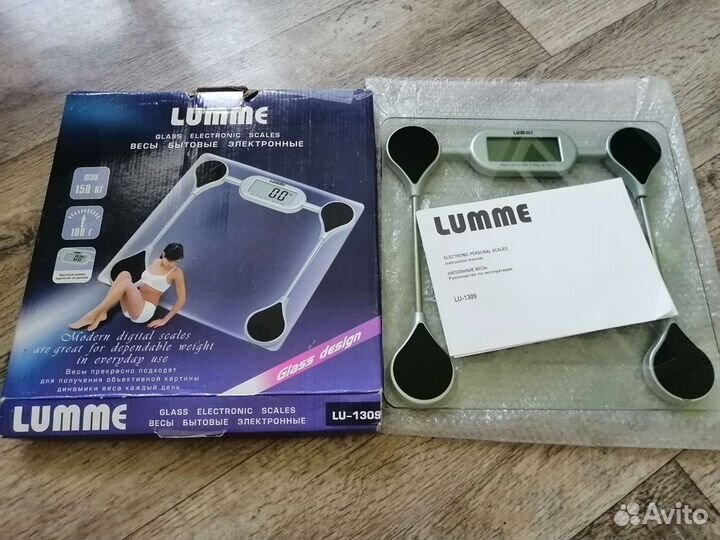 LUMME
GLASS ELECTRONIC SCALES
ВЕСЫ БЫТОВЫЕ ЭЛЕКТРОННЫЕ
max
150 кг
100 г
0.0
LUMME
Modern digital scales
are great for dependable weight
in everyday use
Весы прекрасно подходят
для получения объективной картины
динамики веса каждый день
Glass design
LUMME
GLASS ELECTRONIC SCALES
ВЕСЫ БЫТОВЫЕ ЭЛЕКТРОННЫЕ
LU-1309
LUMME
LUMME
ELECTRONIC PERSONAL SCALES
Instruction manual
НАПОЛЬНЫЕ ВЕСЫ
Руководство по эксплуатации
LU-1309
Avito